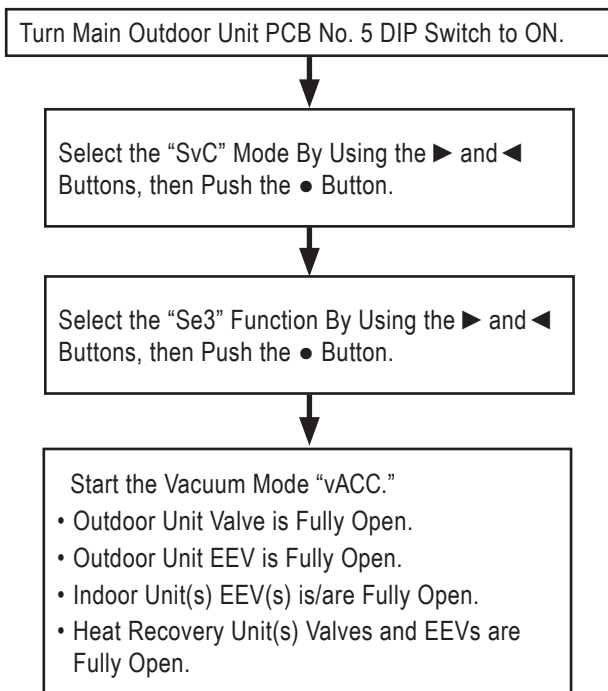 Turn Main Outdoor Unit PCB No. 5 DIP Switch to ON.
Select the “SvC” Mode By Using the ► and ◄
Buttons, then Push the ● Button.
Select the “Se3” Function By Using the ► and ◄
Buttons, then Push the ● Button.
Start the Vacuum Mode “vACC.”
• Outdoor Unit Valve is Fully Open.
• Outdoor Unit EEV is Fully Open.
• Indoor Unit(s) EEV(s) is/are Fully Open.
• Heat Recovery Unit(s) Valves and EEVs are
Fully Open.